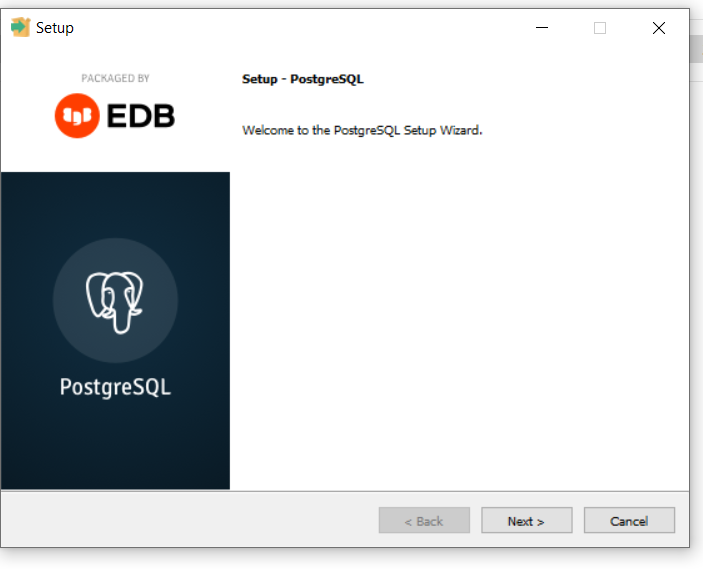 Setup
PACKAGED BY
EDB
Setup - PostgreSQL
Welcome to the PostgreSQL Setup Wizard.
PostgreSQL
< Back
Next >
Cancel